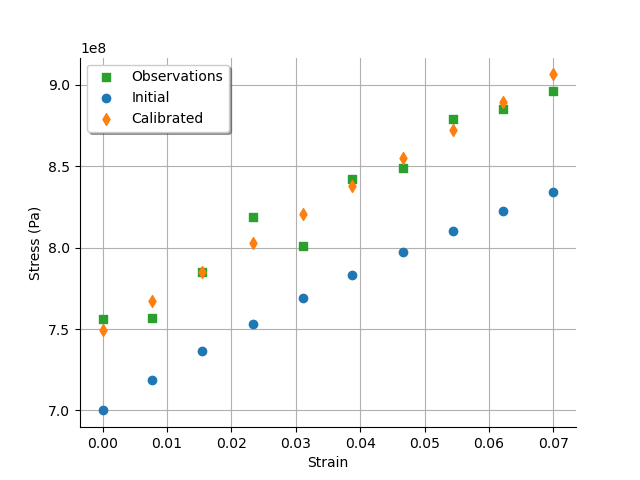 1e8
Observations
Initial
Calibrated
9.0
8.5
8.0
7.5
7.0
Stress (Pa)
0.00 0.01 0.02 0.03 0.04 0.05 0.06 0.07
Strain